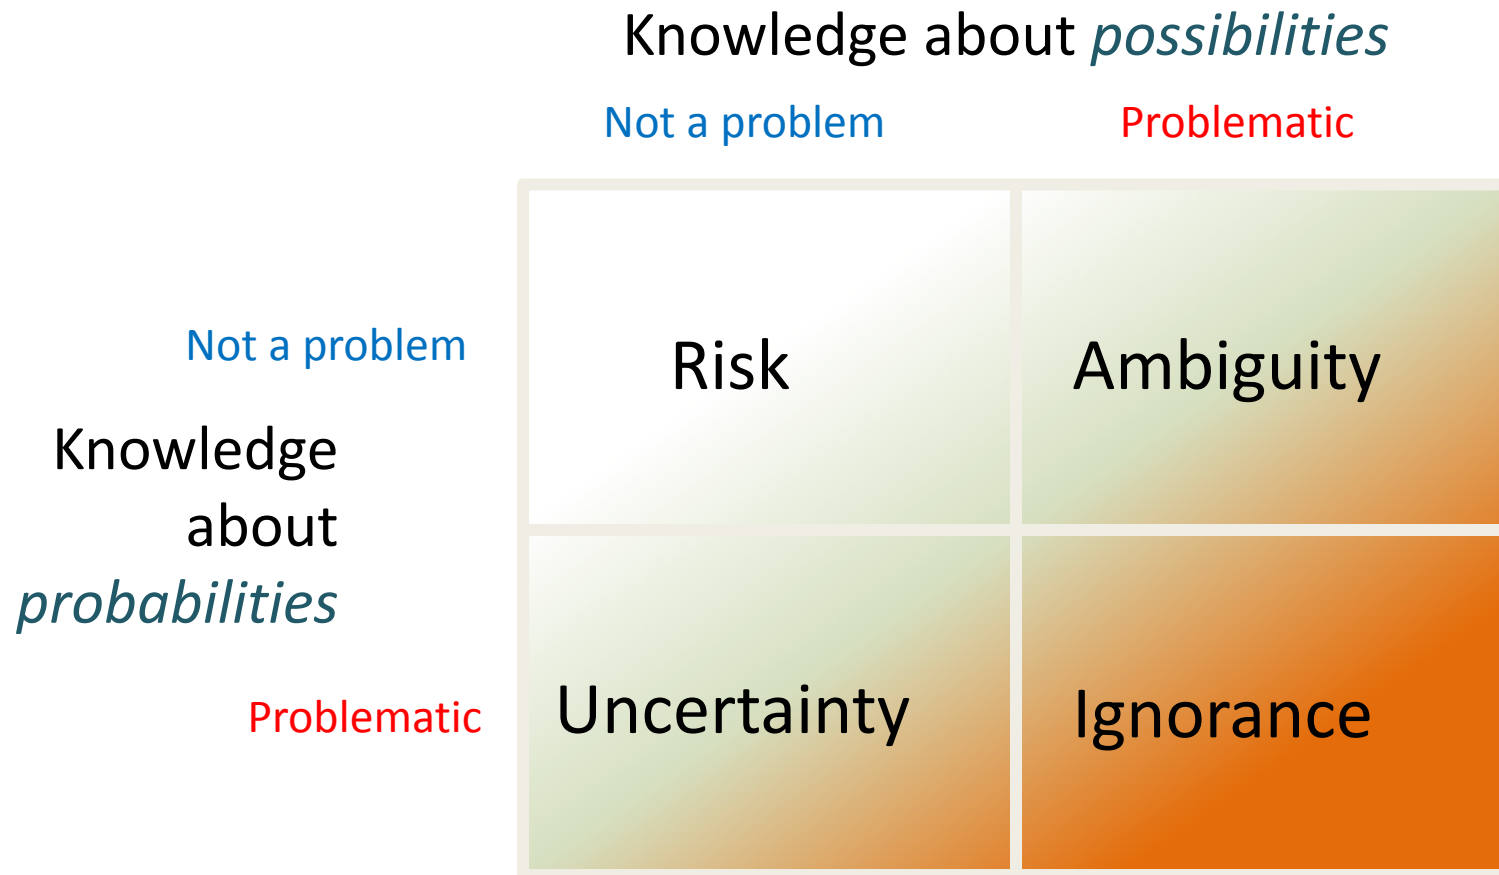 Knowledge about possibilities
Not a problem
Problematic
Not a problem
Risk
Ambiguity
Knowledge
about
probabilities
Problematic
Uncertainty
Ignorance